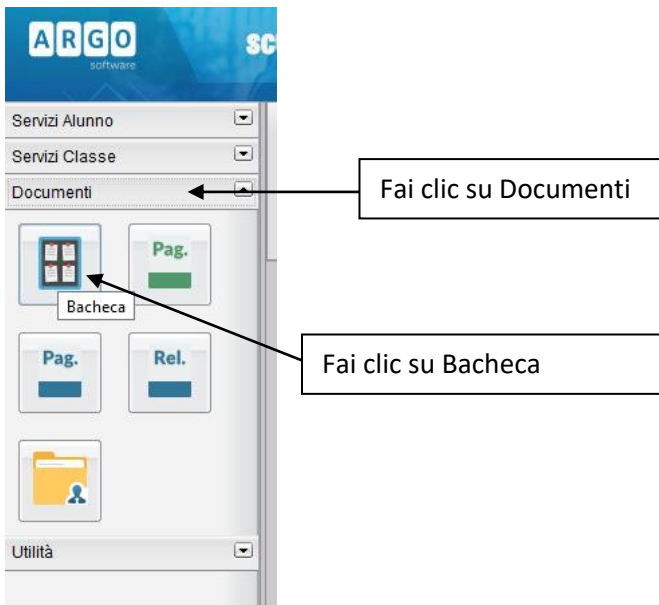 ARGO
software
sc
Servizi Alunno
Servizi Classe
Documenti
Fai clic su Documenti
Pag.
Bacheca
Fai clic su Bacheca
Pag.
Rel.
Utilità